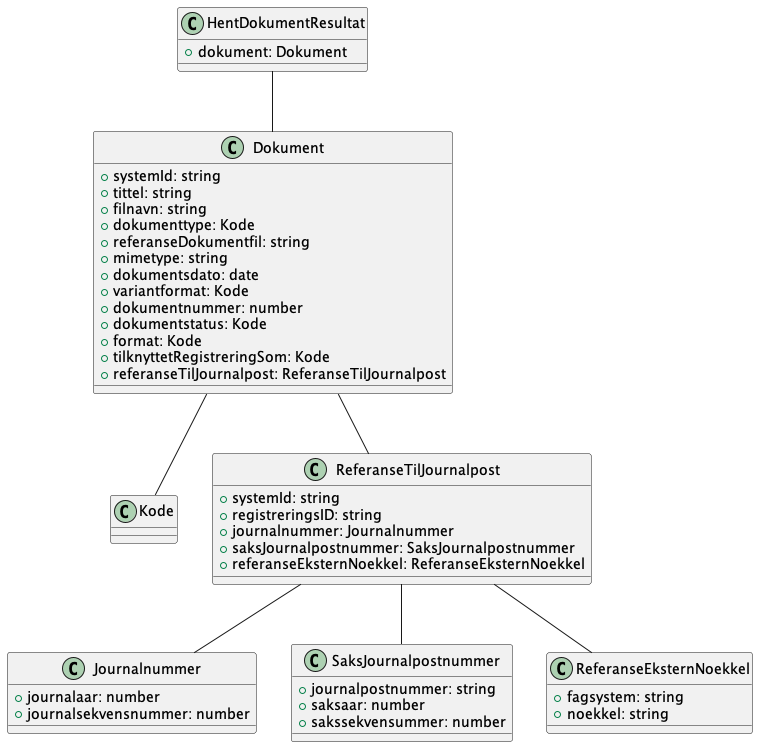 C HentDokumentResultat
dokument: Dokument
C Dokument
systemId: string
tittel: string
filnavn: string
dokumenttype: Kode
referanseDokumentfil: string
mimetype: string
dokumentsdato: date
variantformat: Kode
dokumentnummer: number
dokumentstatus: Kode
format: Kode
tilknyttetRegistreringSom: Kode
referanseTilJournalpost: ReferanseTilJournalpost
C Kode
C ReferanseTilJournalpost
systemId: string
registreringsID: string
journalnummer: Journalnummer
saksJournalpostnummer: SaksJournalpostnummer
referanseEksternNoekkel: ReferanseEksternNoekkel
C Journalnummer
journalaar: number
journalsekvensnummer: number
C SaksJournalpostnummer
journalpostnummer: string
saksaar: number
sakssekvensummer: number
C ReferanseEksternNoekkel
fagsystem: string
noekkel: string